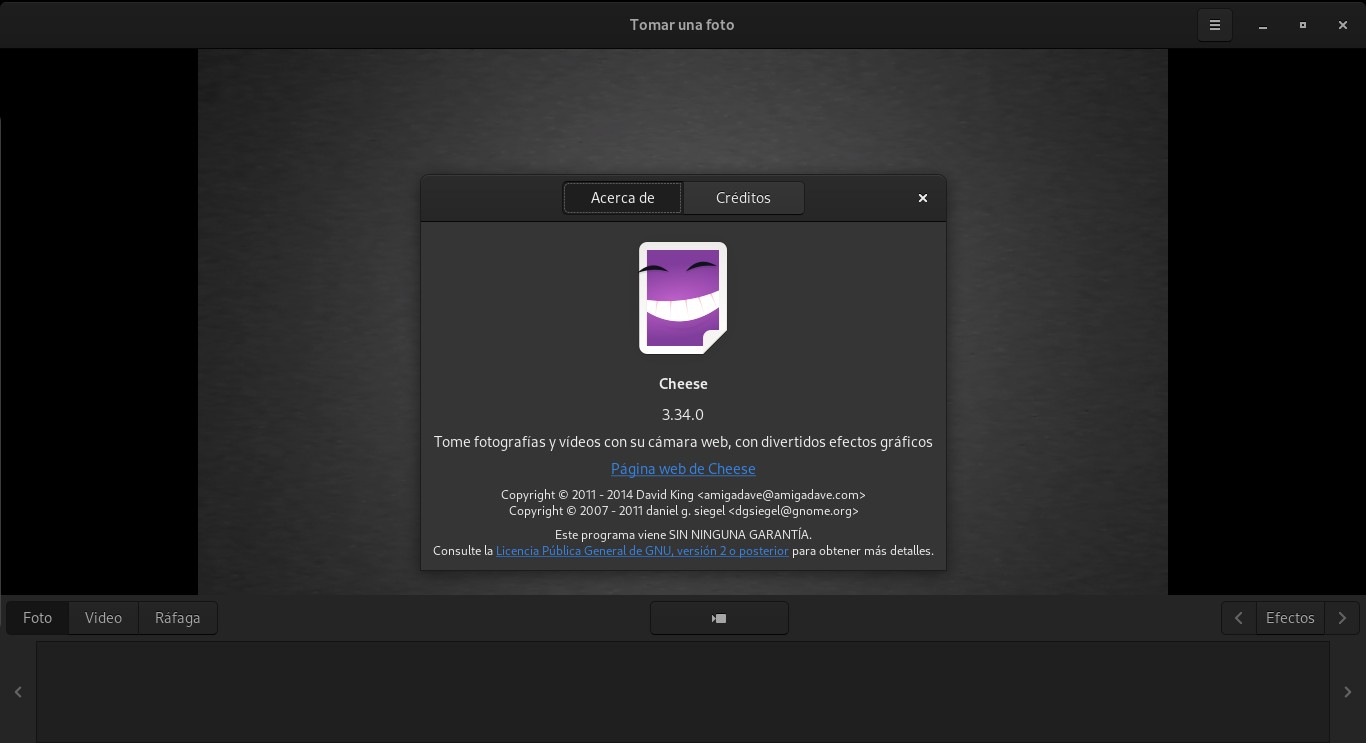 Tomar una foto
Acerca de
Créditos
Cheese
3.34.0
Tome fotografías y vídeos con su cámara web, con divertidos efectos gráficos
Página web de Cheese
Copyright © 2011 - 2014 David King <amigadave@amigadave.com>
Copyright © 2007 - 2011 daniel g. siegel <dgsiegel@gnome.org>
Este programa viene SIN NINGUNA GARANTÍA.
Consulte la Licencia Pública General de GNU, versión 2 o posterior para obtener más detalles.
Foto
Video
Ráfaga
Efectos